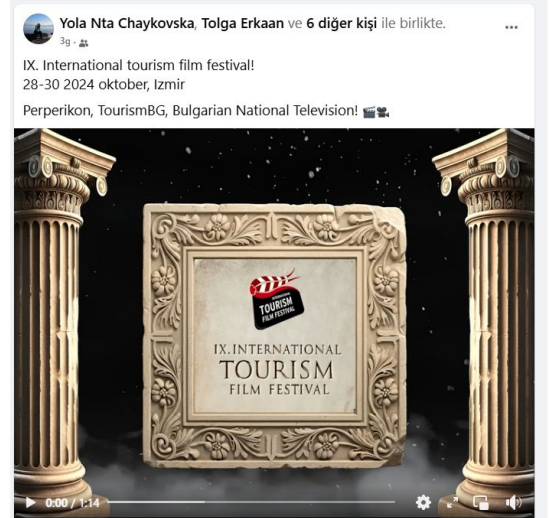 Yola Nta Chaykovska, Tolga Erkaan ve 6 diğer kişi ile birlikte.
3g ·
IX. International tourism film festival!
28-30 2024 oktober, Izmir
Perperikon, TourismBG, Bulgarian National Television! 🎬🎥
INTERNATIONAL
TOURISM
FILM FESTIVAL
IX.INTERNATIONAL
TOURISM
FILM FESTIVAL
0:00 / 1:14